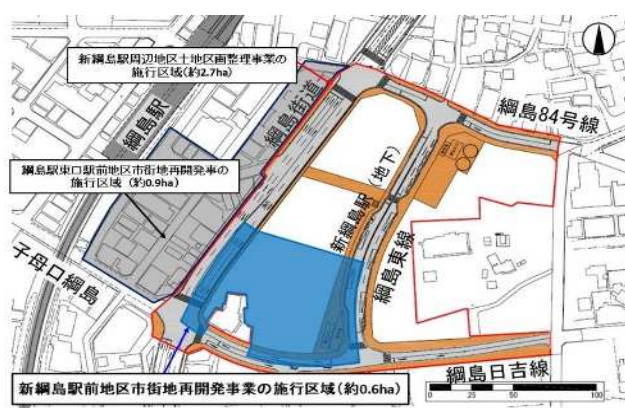 新綱島駅周辺地区土地区画整理事業の
施行区域（約2.7ha）
綱島街道
綱島84号線
綱島駅
綱島駅東口駅前地区市街地再開発事の
施行区域（約0.9ha）
新綱島駅（地下）
綱島東線
子母口綱島
綱島日吉線
新綱島駅前地区市街地再開発事業の施行区域（約0.6ha）
0 50 100